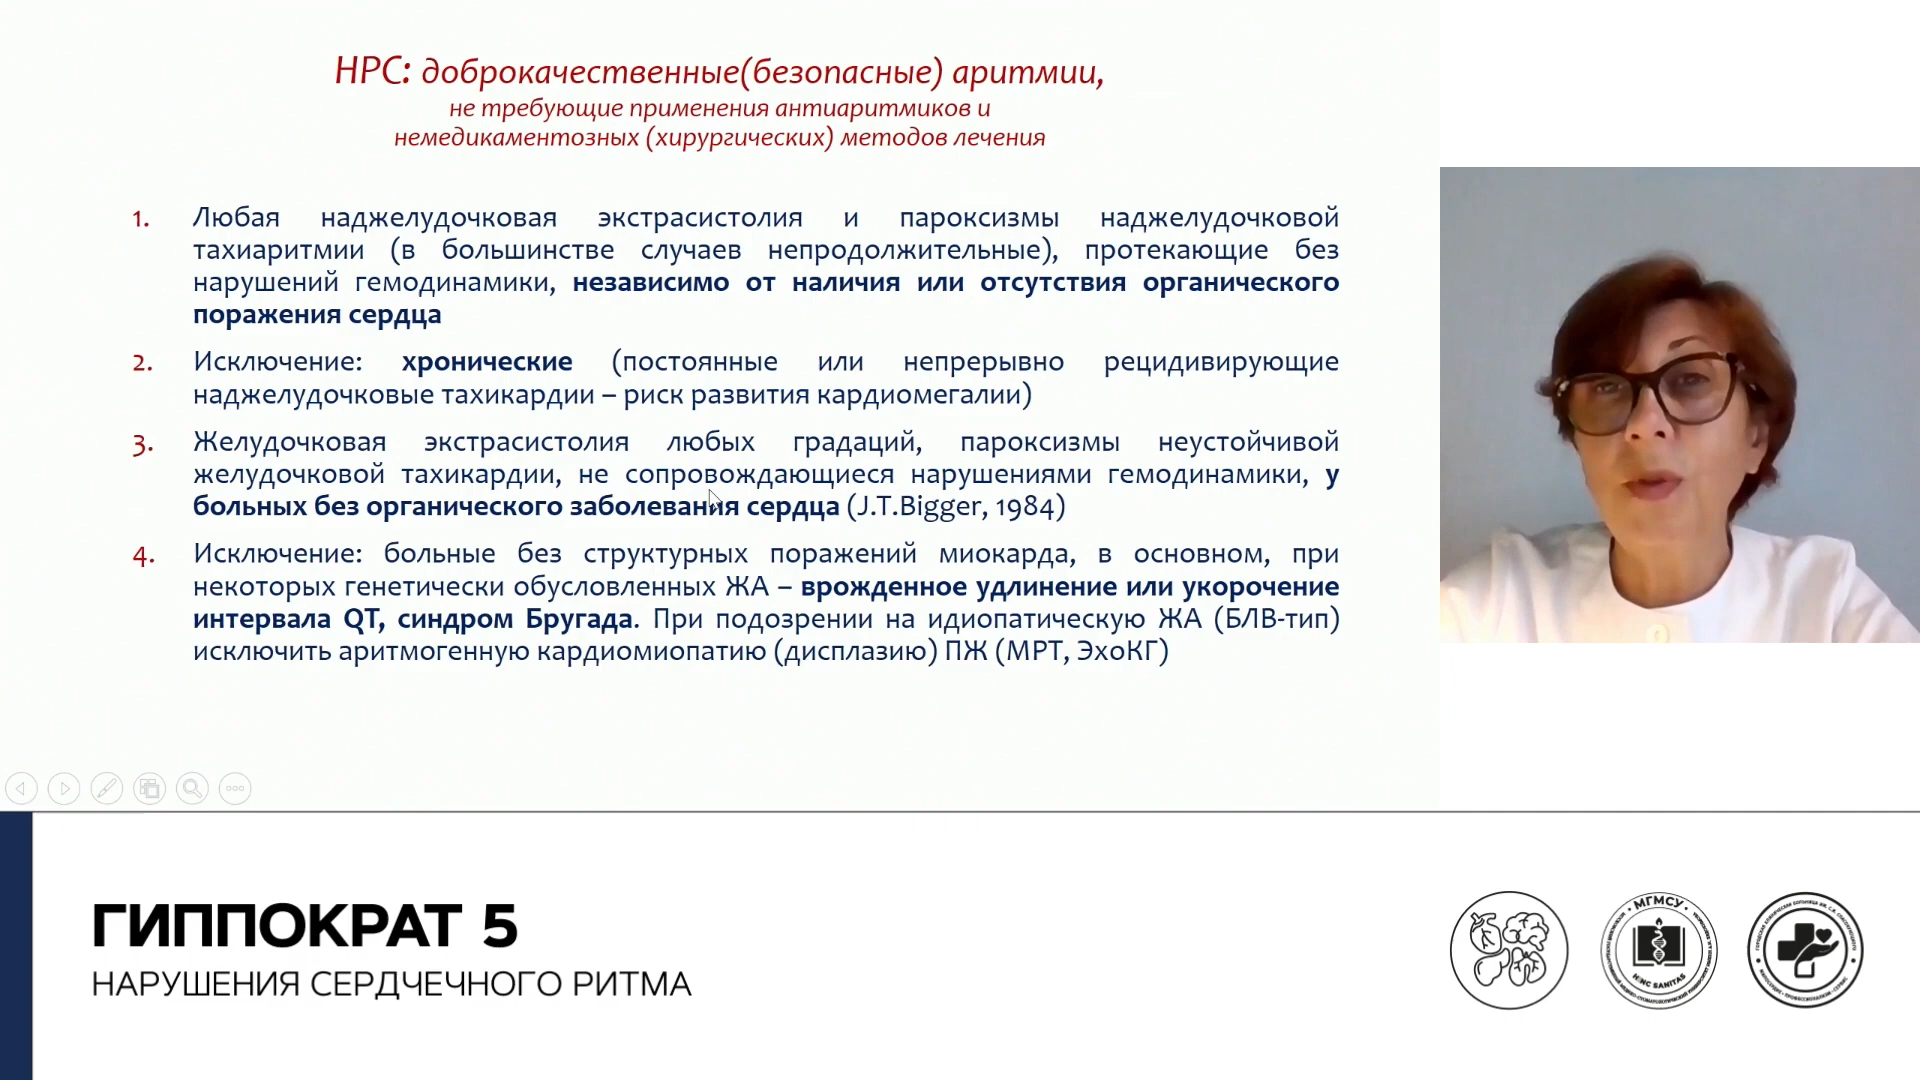 НРС: доброкачественные(безопасные) аритмии,
не требующие применения антиаритмиков и
немедикаментозных (хирургических) методов лечения
1. Любая наджелудочковая экстрасистолия и пароксизмы наджелудочковой
тахиаритмии (в большинстве случаев непродолжительные), протекающие без
нарушений гемодинамики, независимо от наличия или отсутствия органического
поражения сердца
2. Исключение: хронические (постоянные или непрерывно рецидивирующие
наджелудочковые тахикардии – риск развития кардиомегалии)
3. Желудочковая экстрасистолия любых градаций, пароксизмы неустойчивой
желудочковой тахикардии, не сопровождающиеся нарушениями гемодинамики, у
больных без органического заболевания сердца (J.T.Bigger, 1984)
4. Исключение: больные без структурных поражений миокарда, в основном, при
некоторых генетически обусловленных ЖА – врожденное удлинение или укорочение
интервала QT, синдром Бругада. При подозрении на идиопатическую ЖА (БЛВ-тип)
исключить аритмогенную кардиомиопатию (дисплазию) ПЖ (МРТ, ЭхоКГ)
ГИППОКРАТ 5
НАРУШЕНИЯ СЕРДЧЕЧНОГО РИТМА
МГМСУ